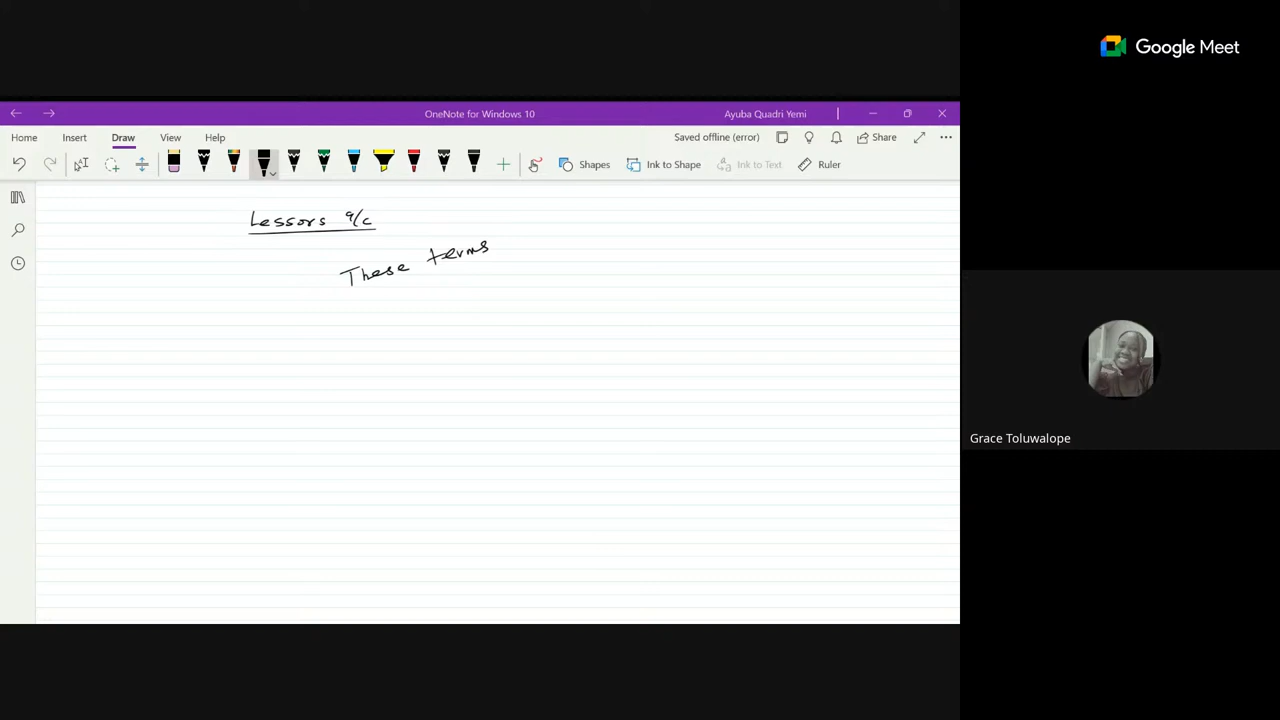 Google Meet
OneNote for Windows 10
Ayuba Quadri Yemi
Home Insert Draw View Help
Saved offline (error)
Share
Shapes
Ink to Shape
Ink to Text
Ruler
Lessors a/c
These terms
Grace Toluwalope